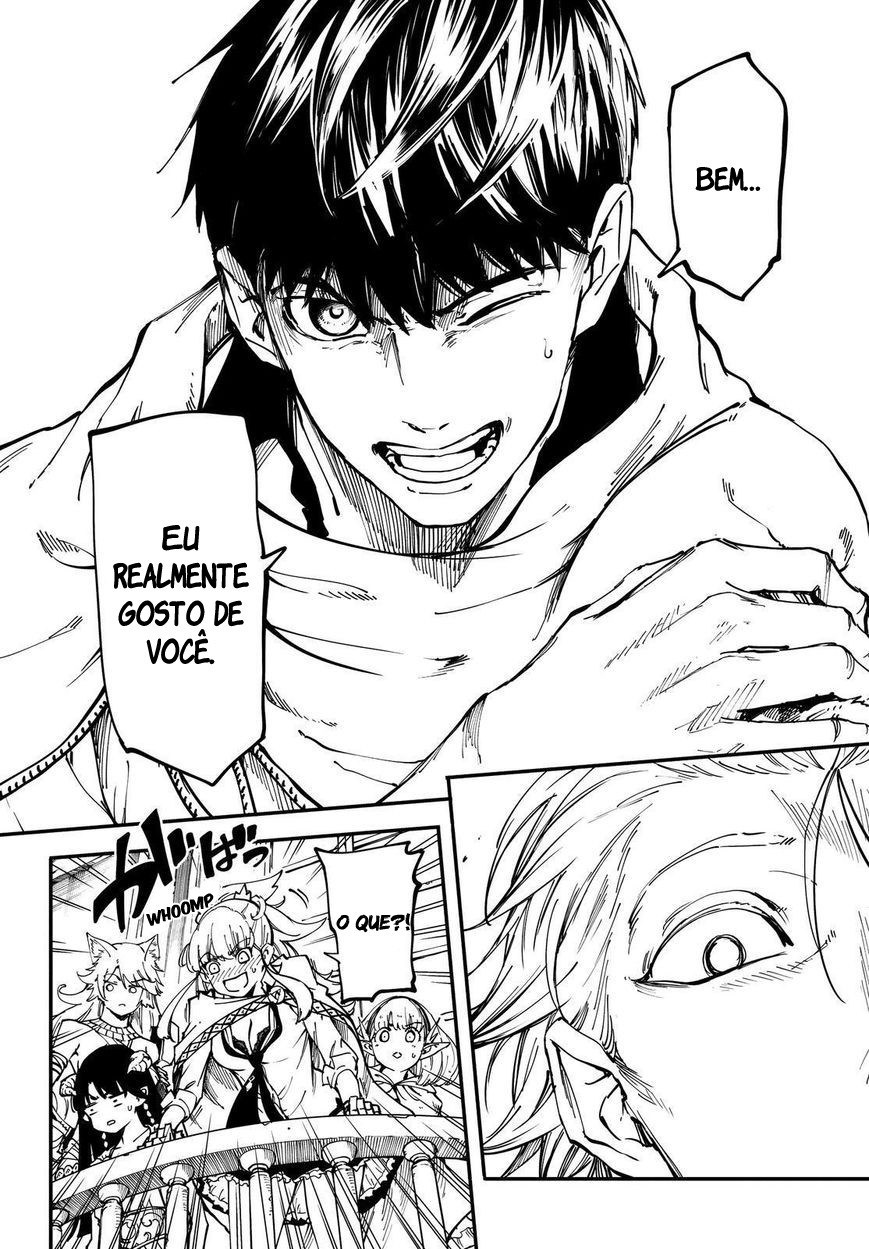 BEM...
EU
REALMENTE
GOSTO DE
VOCÊ.
がばっ
WHOOMP
O QUE?!